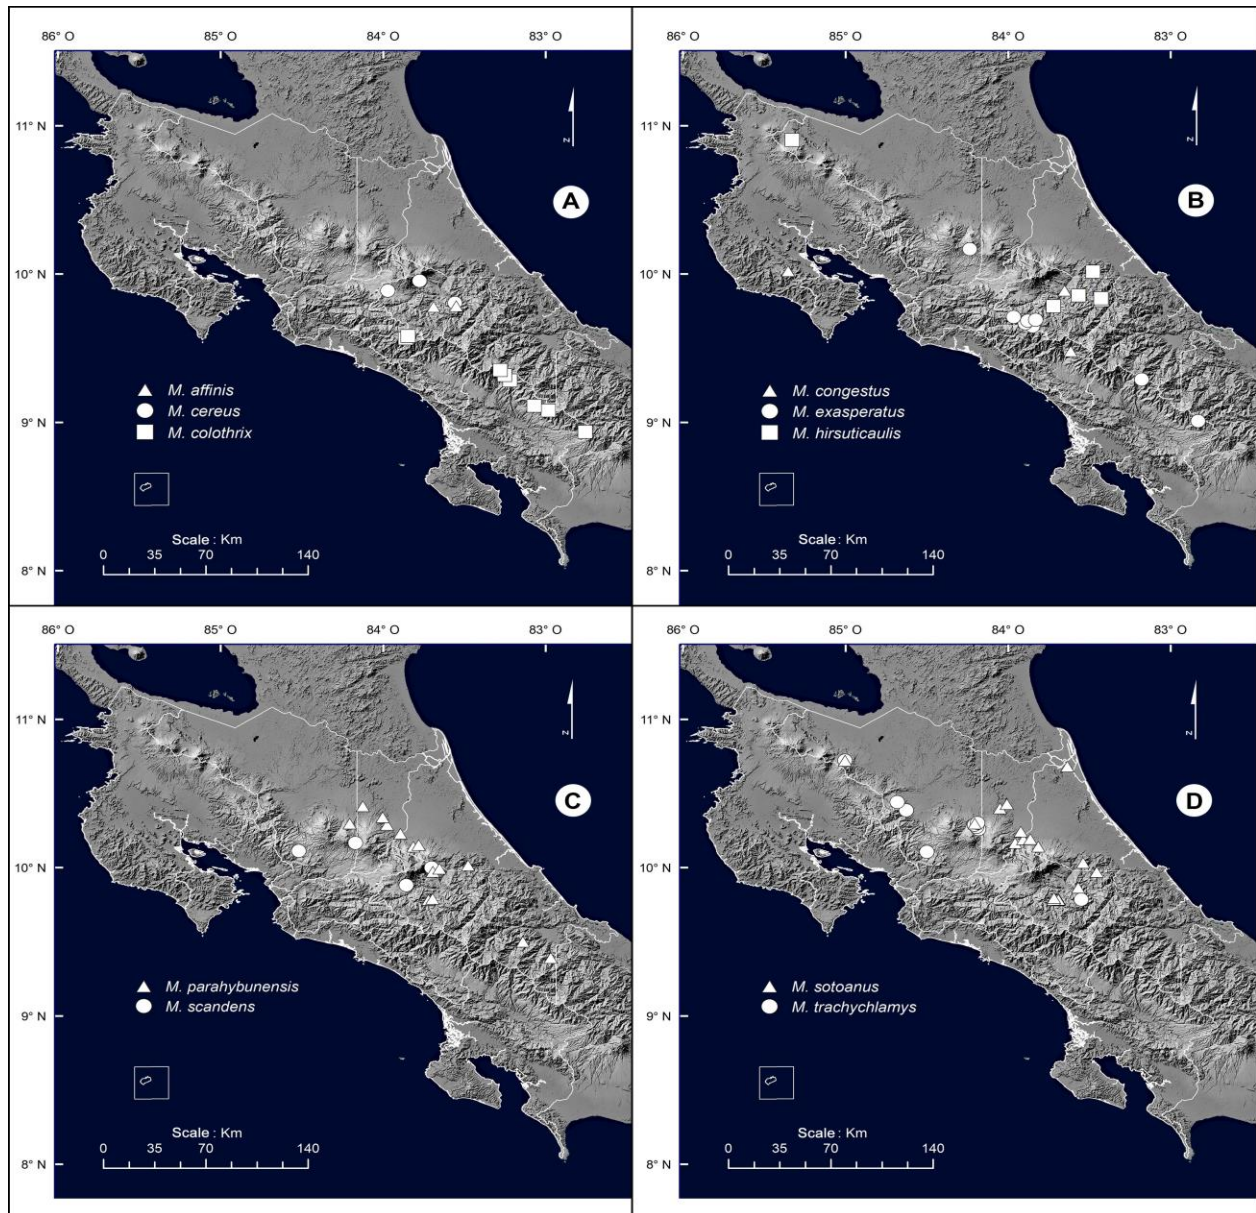 86 O 85° O 84° O 83° O
11° N
10° N
9° N
8° N
N
A
M. affinis
M. cereus
M. colothrix
Scale : Km
0 35 70 140
86 O 85° O 84° O 83° O
11° N
10° N
9° N
8° N
N
B
M. congestus
M. exasperatus
M. hirsuticaulis
Scale : Km
0 35 70 140
86° O 85° O 84° O 83° O
11° N
10° N
9° N
8° N
N
C
M. parahybunensis
M. scandens
Scale : Km
0 35 70 140
86° O 85° O 84° O 83° O
11° N
10° N
9° N
8° N
N
D
M. sotoanus
M. trachychlamys
Scale : Km
0 35 70 140